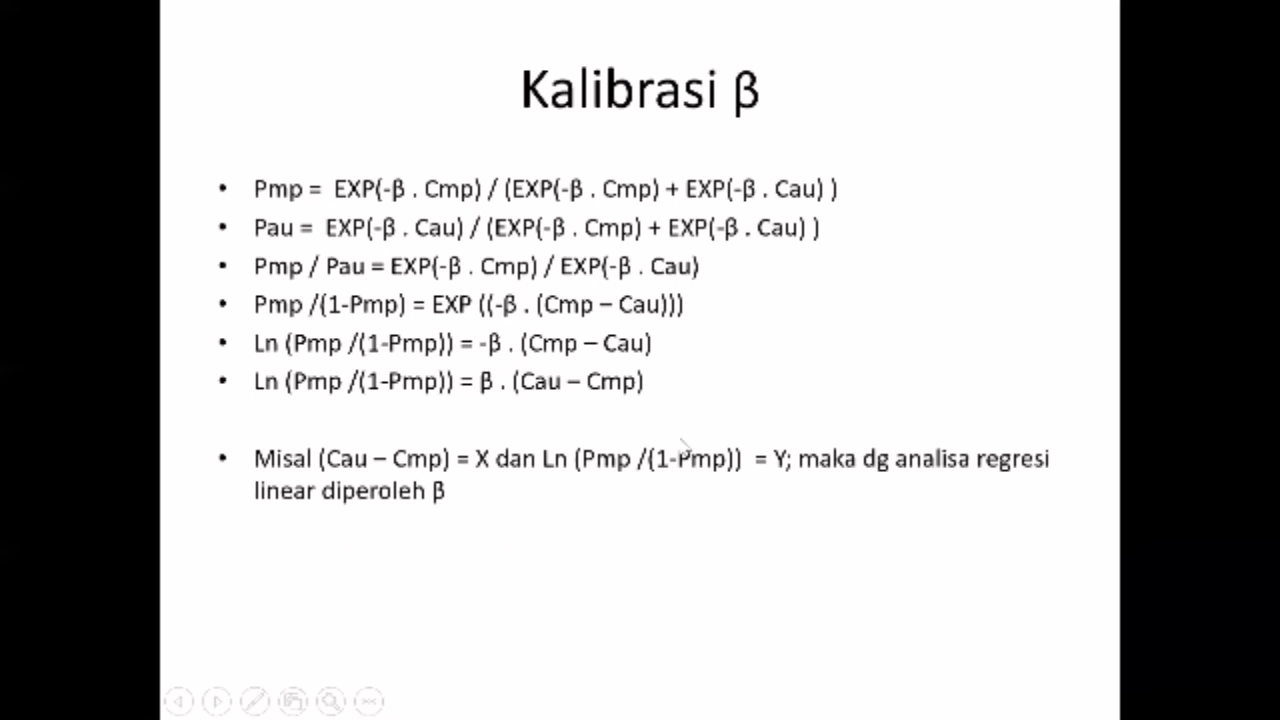 Kalibrasi β
• Pmp = EXP(-β . Cmp) / (EXP(-β . Cmp) + EXP(-β . Cau) )
• Pau = EXP(-β . Cau) / (EXP(-β . Cmp) + EXP(-β . Cau) )
• Pmp / Pau = EXP(-β . Cmp) / EXP(-β . Cau)
• Pmp /(1-Pmp) = EXP ((-β . (Cmp – Cau)))
• Ln (Pmp /(1-Pmp)) = -β . (Cmp – Cau)
• Ln (Pmp /(1-Pmp)) = β . (Cau – Cmp)
• Misal (Cau – Cmp) = X dan Ln (Pmp /(1-Pmp)) = Y; maka dg analisa regresi
linear diperoleh β